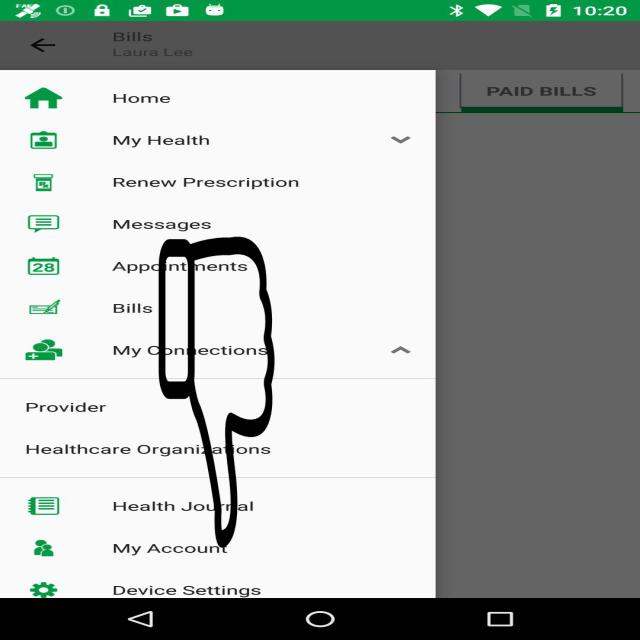 10:20
Bills
Laura Lee
PAID BILLS
Home
My Health
Renew Prescription
Messages
28
Appointments
Bills
My Connections
Provider
Healthcare Organizations
Health Journal
My Account
Device Settings